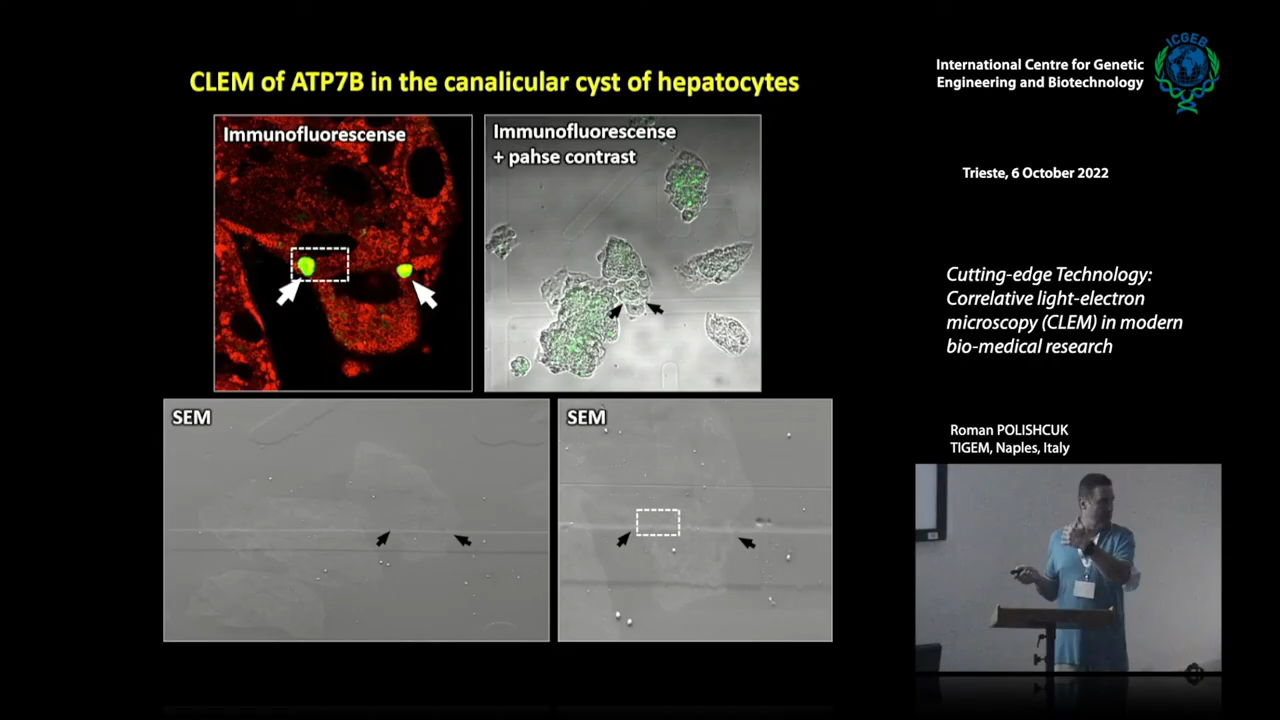 CLEM of ATP7B in the canalicular cyst of hepatocytes
Immunofluorescense
Immunofluorescense
+ pahse contrast
SEM
SEM
International Centre for Genetic
Engineering and Biotechnology
ICGEB
Trieste, 6 October 2022
Cutting-edge Technology:
Correlative light-electron
microscopy (CLEM) in modern
bio-medical research
Roman POLISHCUK
TIGEM, Naples, Italy